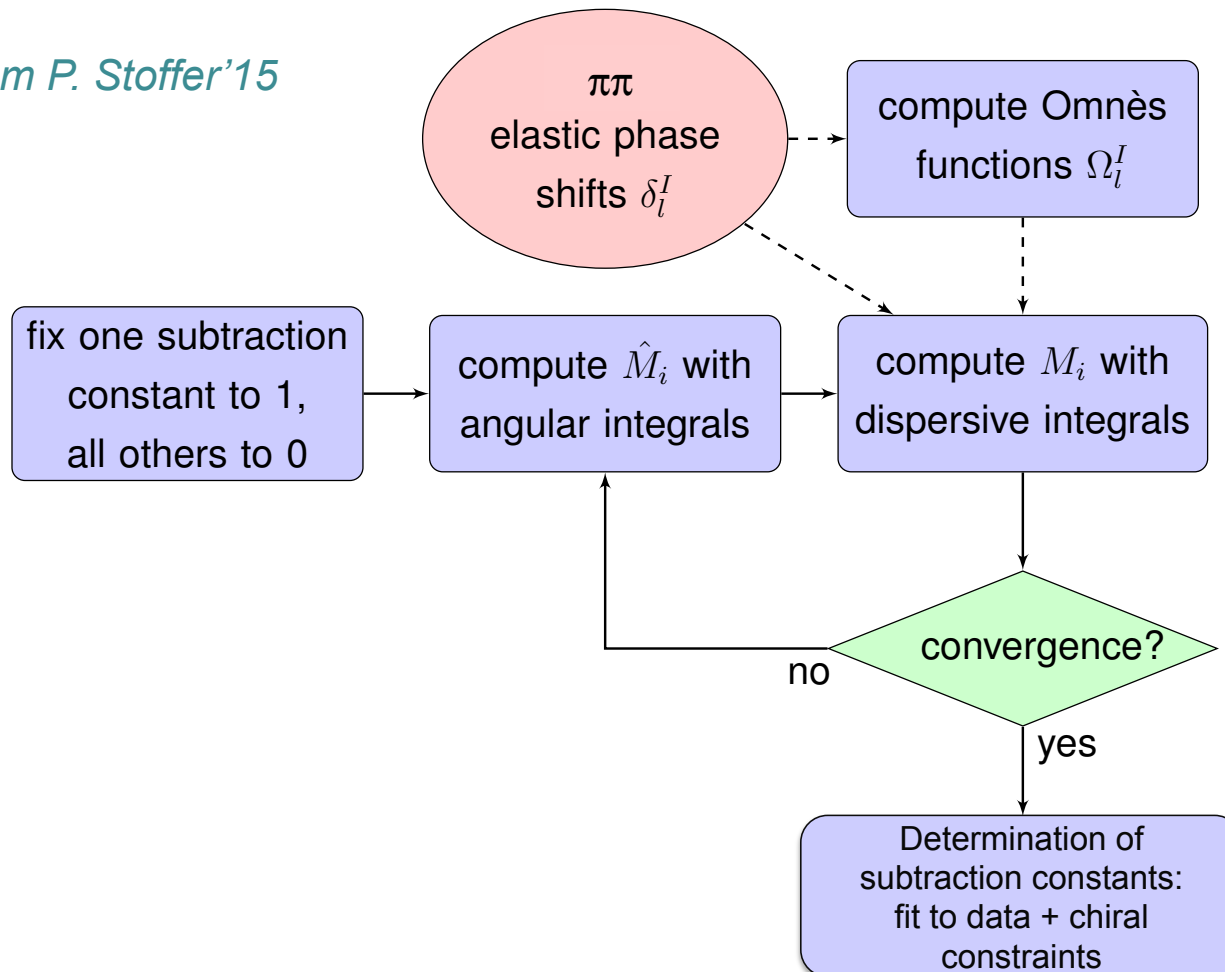 m P. Stoffer'15
ππ
elastic phase
shifts δ_l^I
compute Omnès
functions Ω_l^I
fix one subtraction
constant to 1,
all others to 0
compute M̂_i with
angular integrals
compute M_i with
dispersive integrals
convergence?
no
yes
Determination of
subtraction constants:
fit to data + chiral
constraints